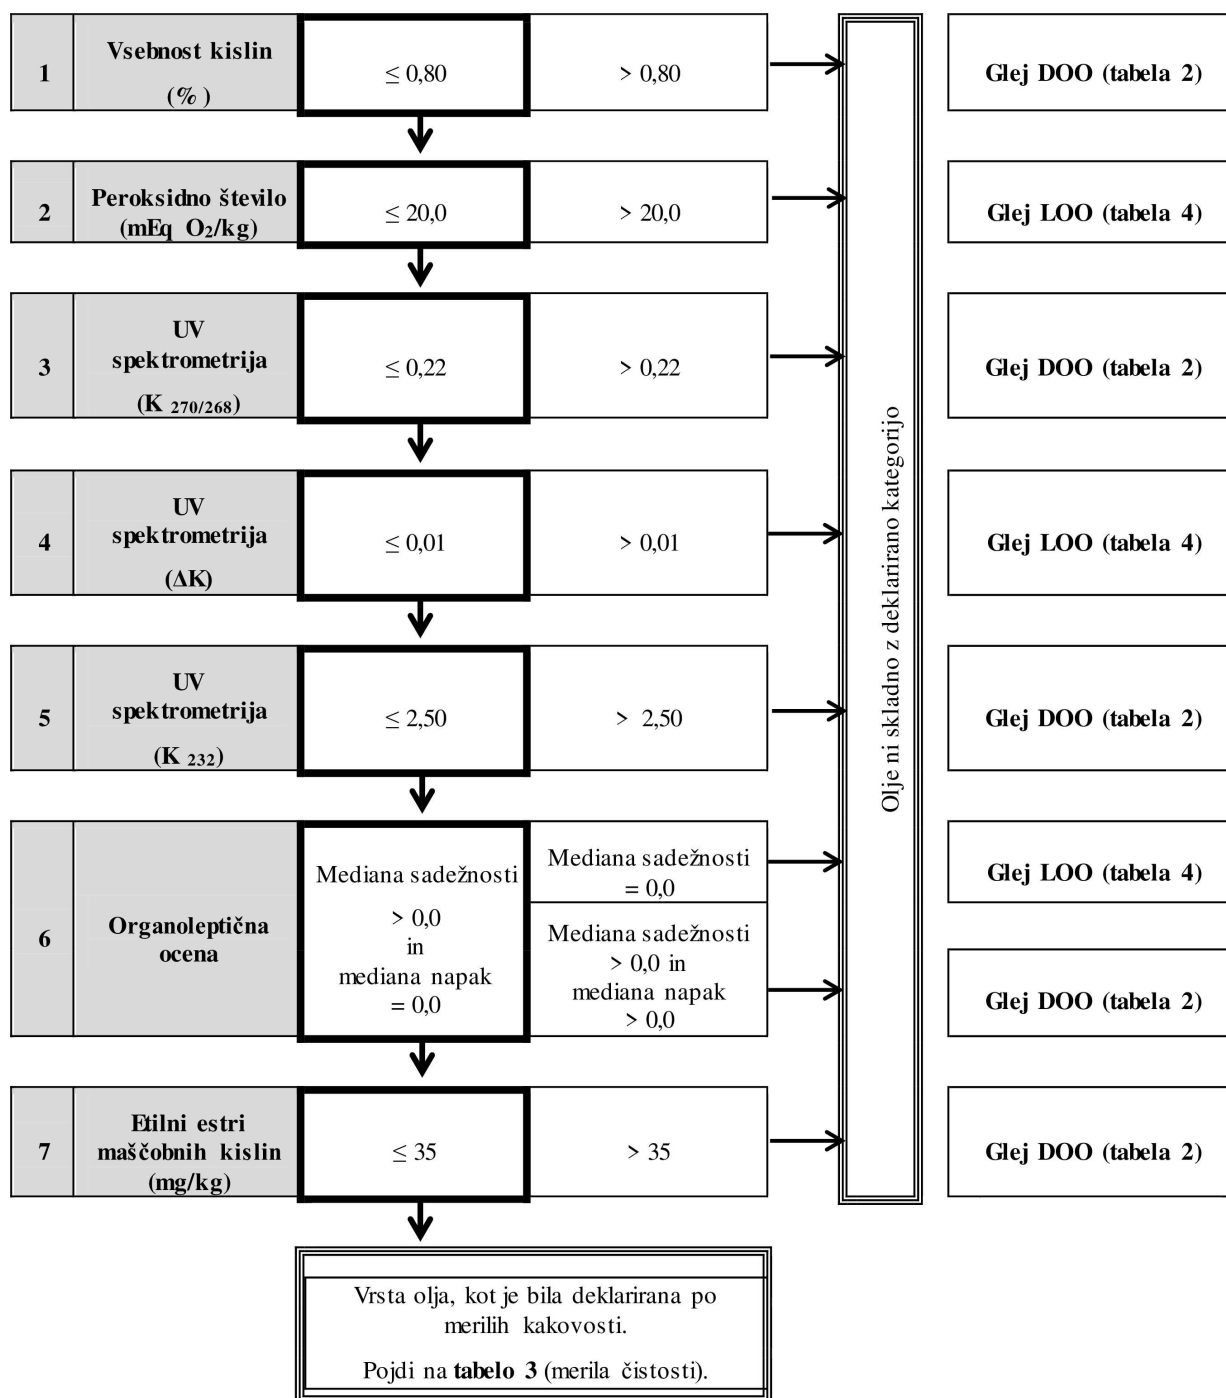 1
Vsebnost kislin
(%)
≤ 0,80
> 0,80
Glej DOO (tabela 2)
2
Peroksidno število
(mEq O₂/kg)
≤ 20,0
> 20,0
Glej LOO (tabela 4)
3
UV
spektrometrija
(K 270/268)
≤ 0,22
> 0,22
Glej DOO (tabela 2)
4
UV
spektrometrija
(ΔK)
≤ 0,01
> 0,01
Glej LOO (tabela 4)
5
UV
spektrometrija
(K 232)
≤ 2,50
> 2,50
Glej DOO (tabela 2)
6
Organoleptična
ocena
Mediana sadežnosti
> 0,0
in
mediana napak
= 0,0
Mediana sadežnosti
= 0,0
Glej LOO (tabela 4)
Mediana sadežnosti
> 0,0 in
mediana napak
> 0,0
Glej DOO (tabela 2)
7
Etilni estri
maščobnih kislin
(mg/kg)
≤ 35
> 35
Glej DOO (tabela 2)
Olje ni skladno z deklarirano kategorijo
Vrsta olja, kot je bila deklarirana po
merilih kakovosti.
Pojdi na tabelo 3 (merila čistosti).